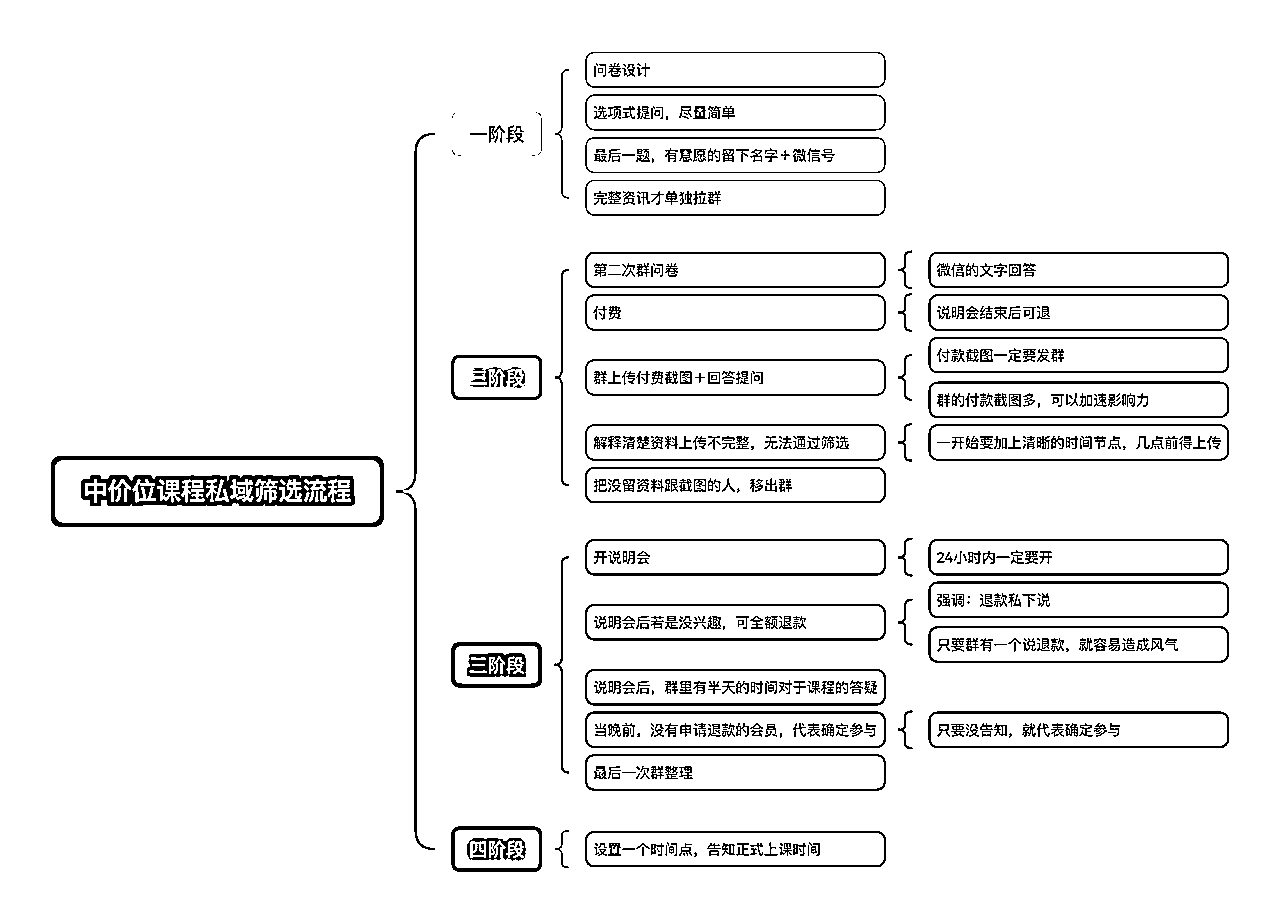 中价位课程私域筛选流程
一阶段
问卷设计
选项式提问，尽量简单
最后一题，有意愿的留下名字＋微信号
完整资讯才单独拉群
二阶段
第二次群问卷
微信的文字回答
付费
说明会结束后可退
群上传付费截图＋回答提问
付款截图一定要发群
群的付款截图多，可以加速影响力
解释清楚资料上传不完整，无法通过筛选
一开始要加上清晰的时间节点，几点前得上传
把没留资料跟截图的人，移出群
三阶段
开说明会
24小时内一定要开
说明会后若是没兴趣，可全额退款
强调：退款私下说
只要群有一个说退款，就容易造成风气
说明会后，群里有半天的时间对于课程的答疑
当晚前，没有申请退款的会员，代表确定参与
只要没告知，就代表确定参与
最后一次群整理
四阶段
设置一个时间点，告知正式上课时间